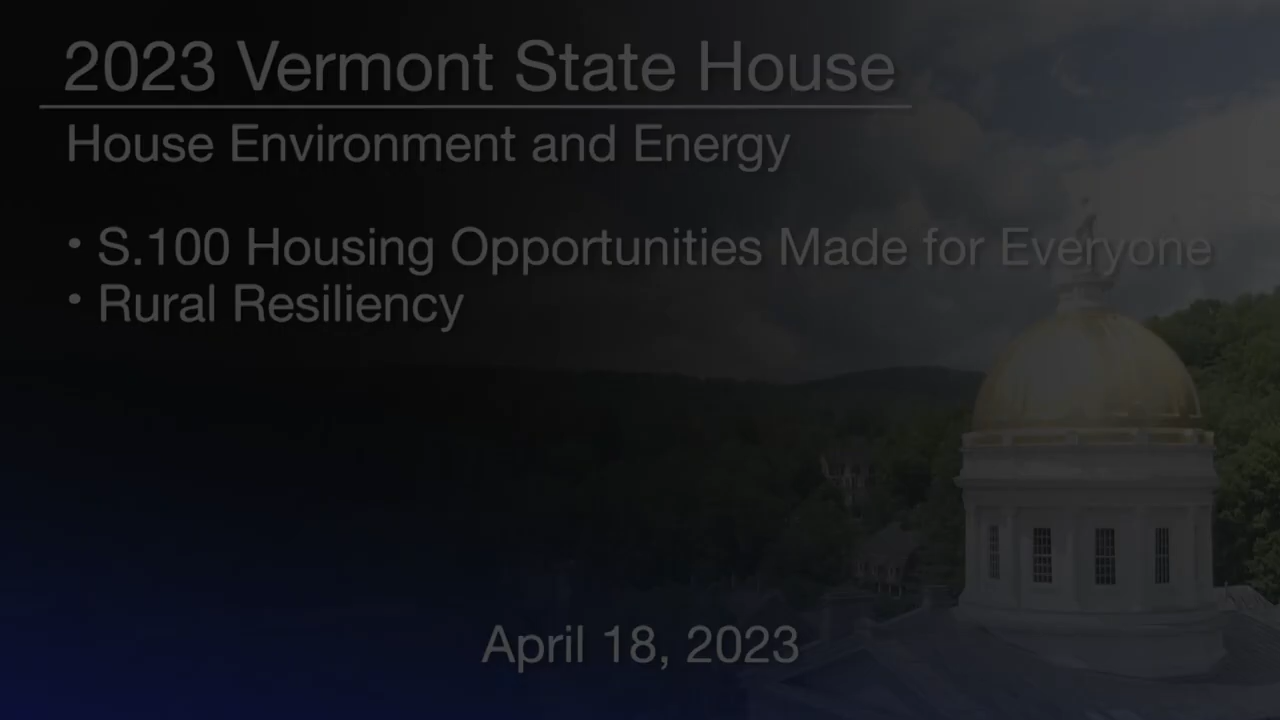 2023 Vermont State House
House Environment and Energy
• S.100 Housing Opportunities Made for Everyone
• Rural Resiliency
April 18, 2023